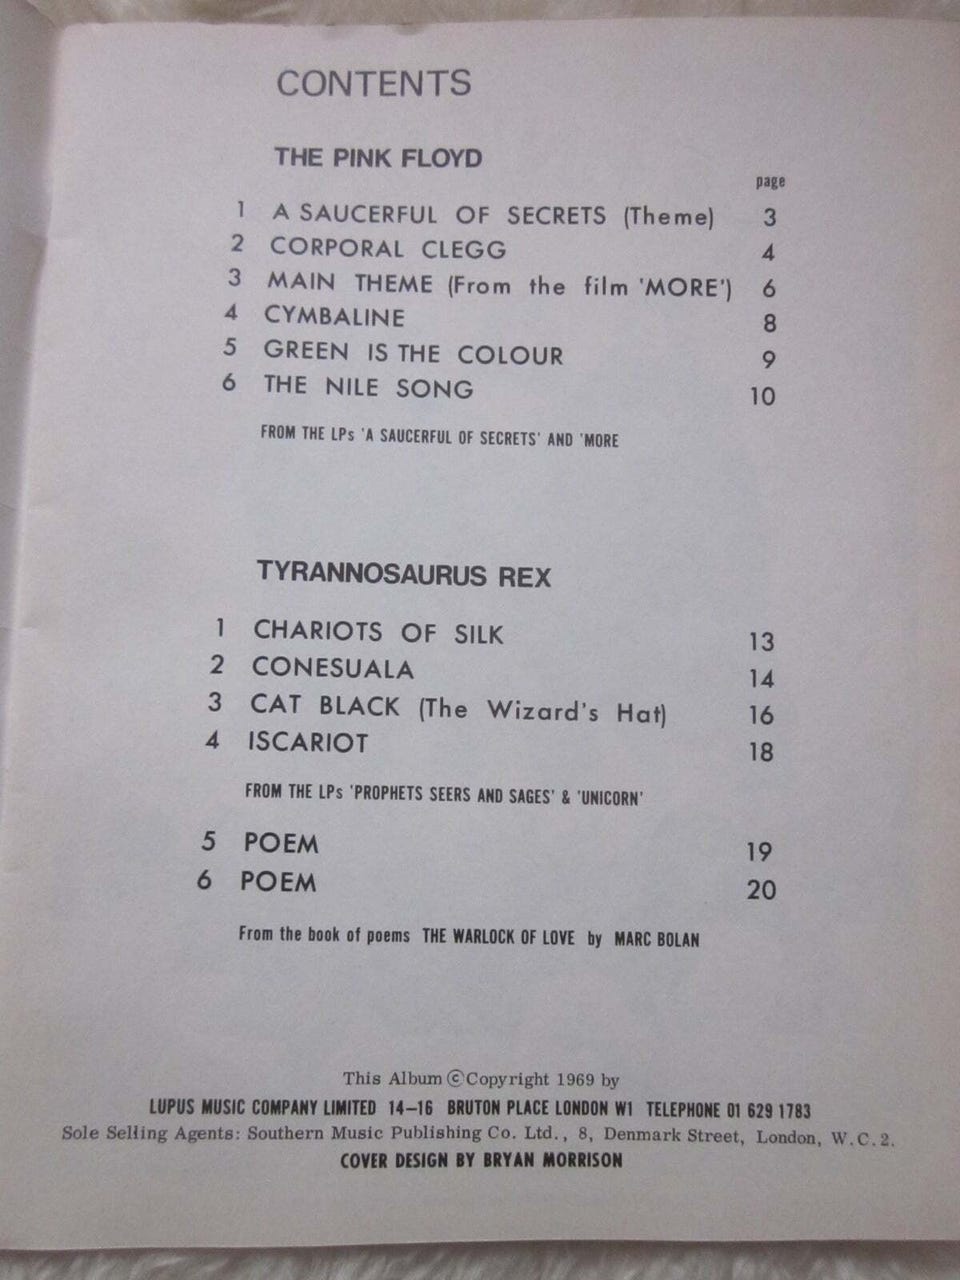 CONTENTS
THE PINK FLOYD
page
1 A SAUCERFUL OF SECRETS (Theme) 3
2 CORPORAL CLEGG 4
3 MAIN THEME (From the film 'MORE') 6
4 CYMBALINE 8
5 GREEN IS THE COLOUR 9
6 THE NILE SONG 10
FROM THE LPs 'A SAUCERFUL OF SECRETS' AND 'MORE
TYRANNOSAURUS REX
1 CHARIOTS OF SILK 13
2 CONESUALA 14
3 CAT BLACK (The Wizard's Hat) 16
4 ISCARIOT 18
FROM THE LPs 'PROPHETS SEERS AND SAGES' & 'UNICORN'
5 POEM 19
6 POEM 20
From the book of poems THE WARLOCK OF LOVE by MARC BOLAN
This Album © Copyright 1969 by
LUPUS MUSIC COMPANY LIMITED 14–16 BRUTON PLACE LONDON W1 TELEPHONE 01 629 1783
Sole Selling Agents: Southern Music Publishing Co. Ltd., 8, Denmark Street, London, W.C.2.
COVER DESIGN BY BRYAN MORRISON